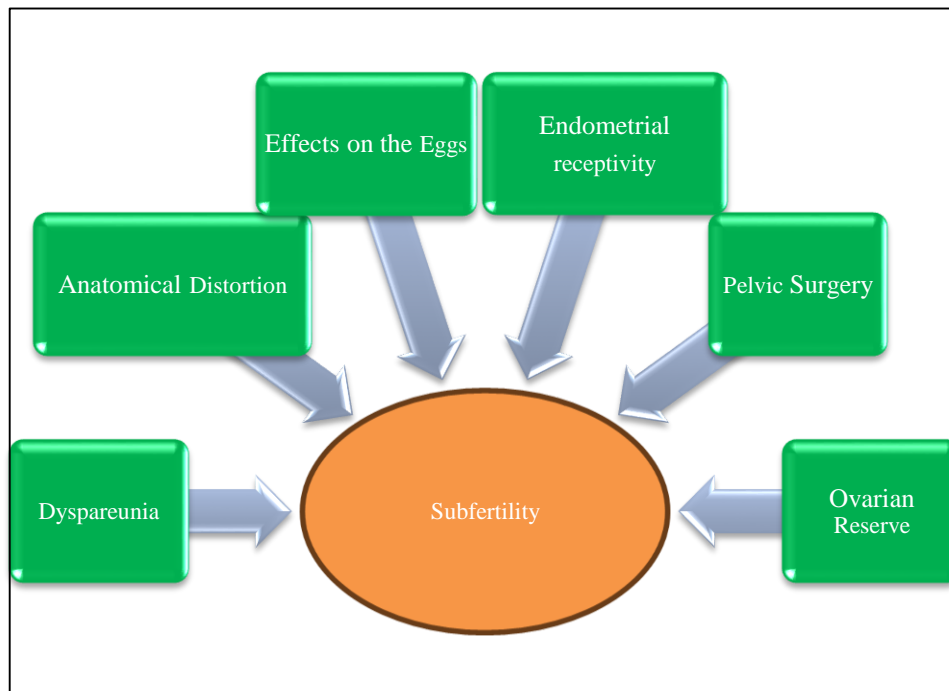 Effects on the Eggs
Endometrial
receptivity
Anatomical Distortion
Pelvic Surgery
Dyspareunia
Subfertility
Ovarian
Reserve